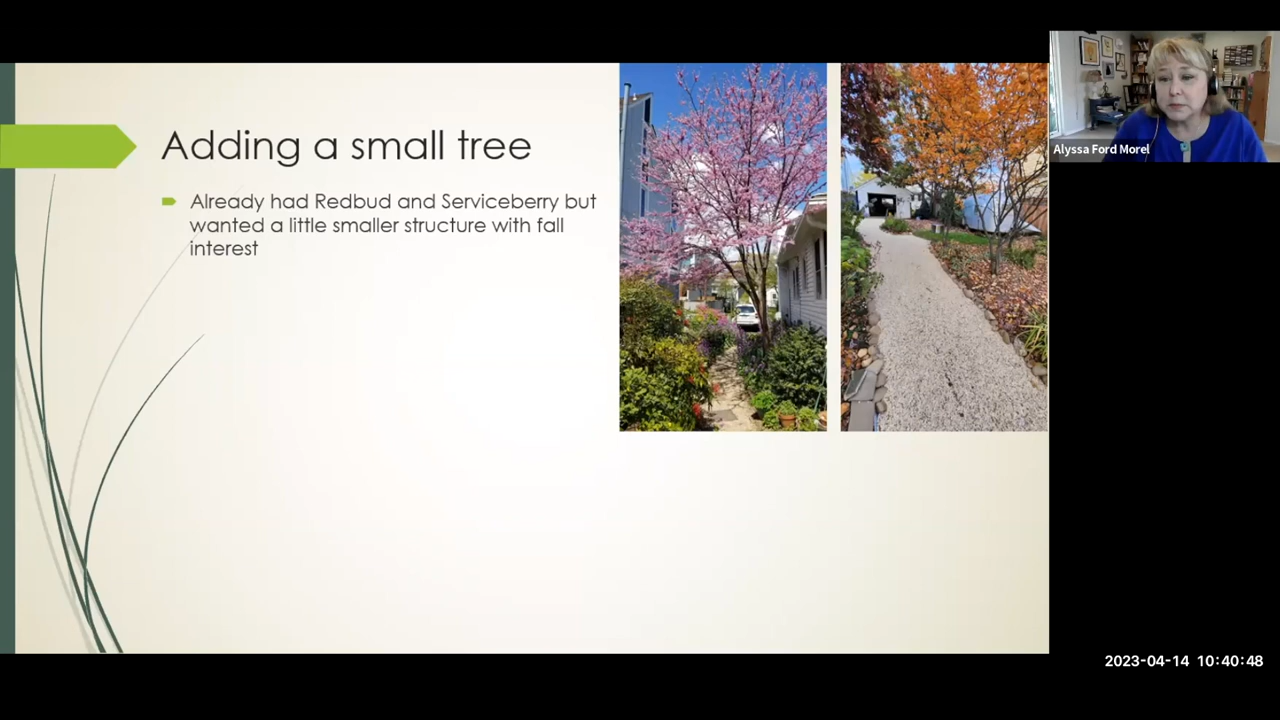 Adding a small tree
Already had Redbud and Serviceberry but
wanted a little smaller structure with fall
interest
Alyssa Ford Morel
2023-04-14 10:40:48